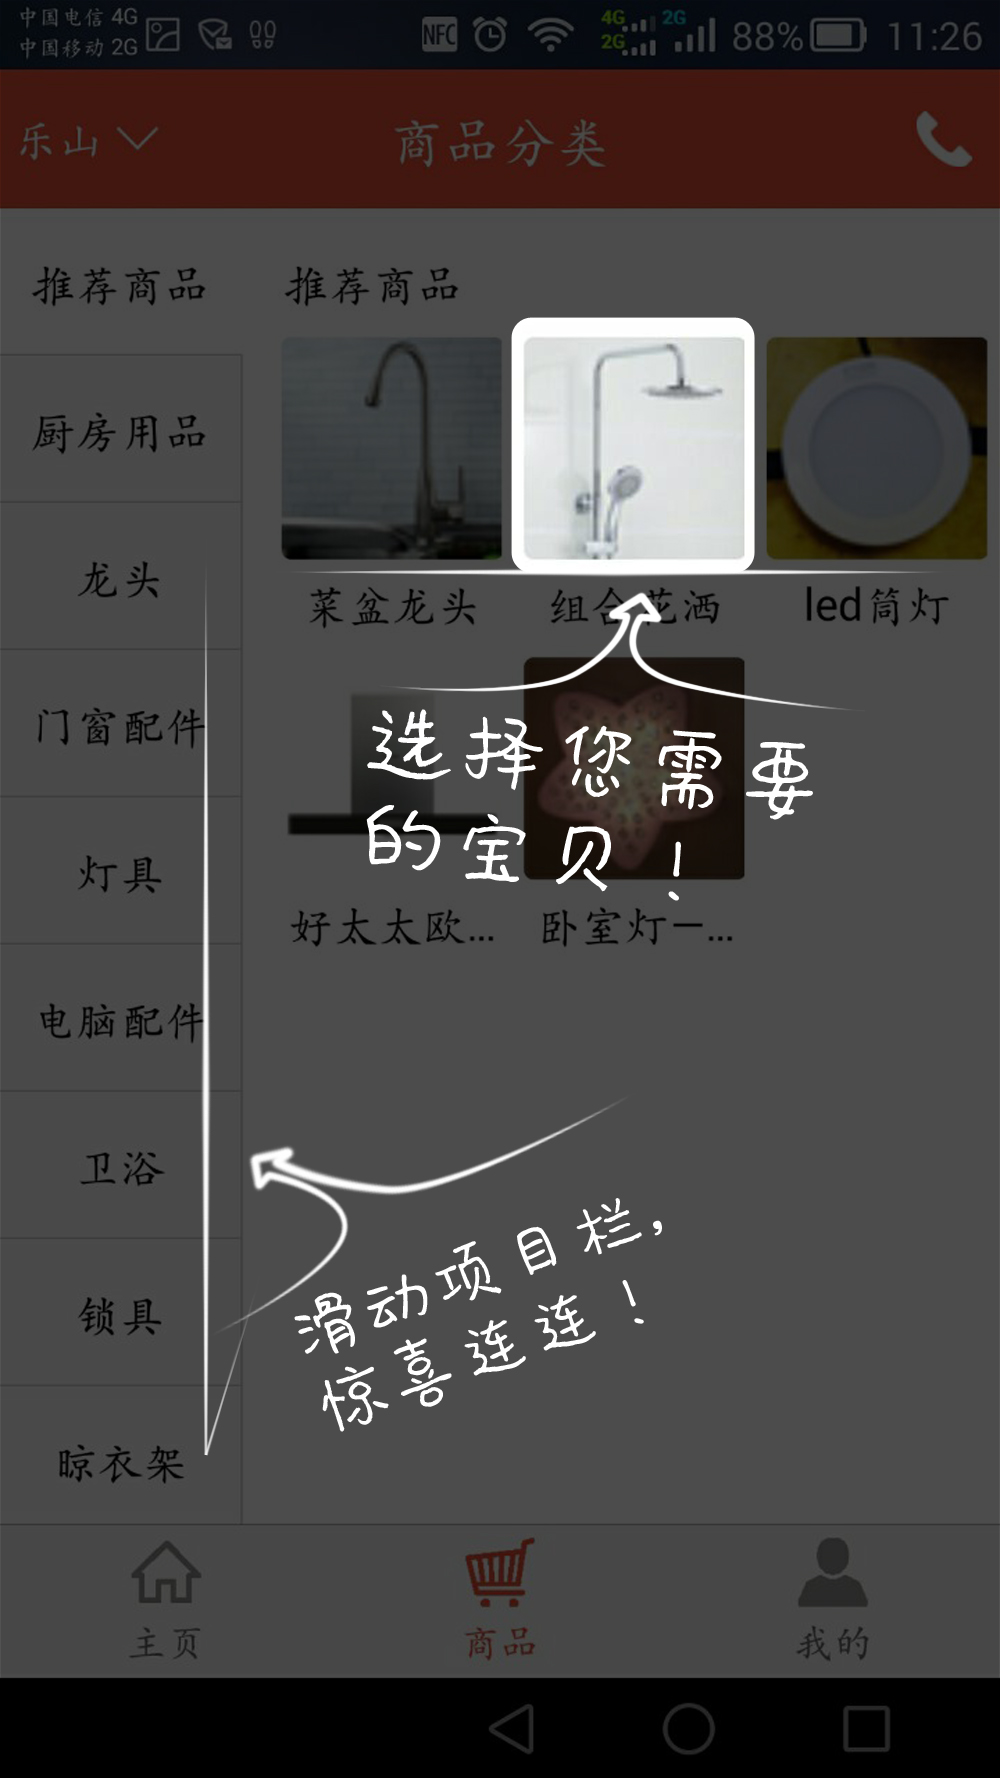 中国电信 4G
中国移动 2G
NFC
4G
2G
2G
88%
11:26
乐山
商品分类
推荐商品
厨房用品
龙头
门窗配件
灯具
电脑配件
卫浴
锁具
晾衣架
推荐商品
菜盆龙头
组合花洒
led筒灯
选择您需要
的宝贝！
好太太欧...
卧室灯一...
滑动项目栏，
惊喜连连！
主页
商品
我的